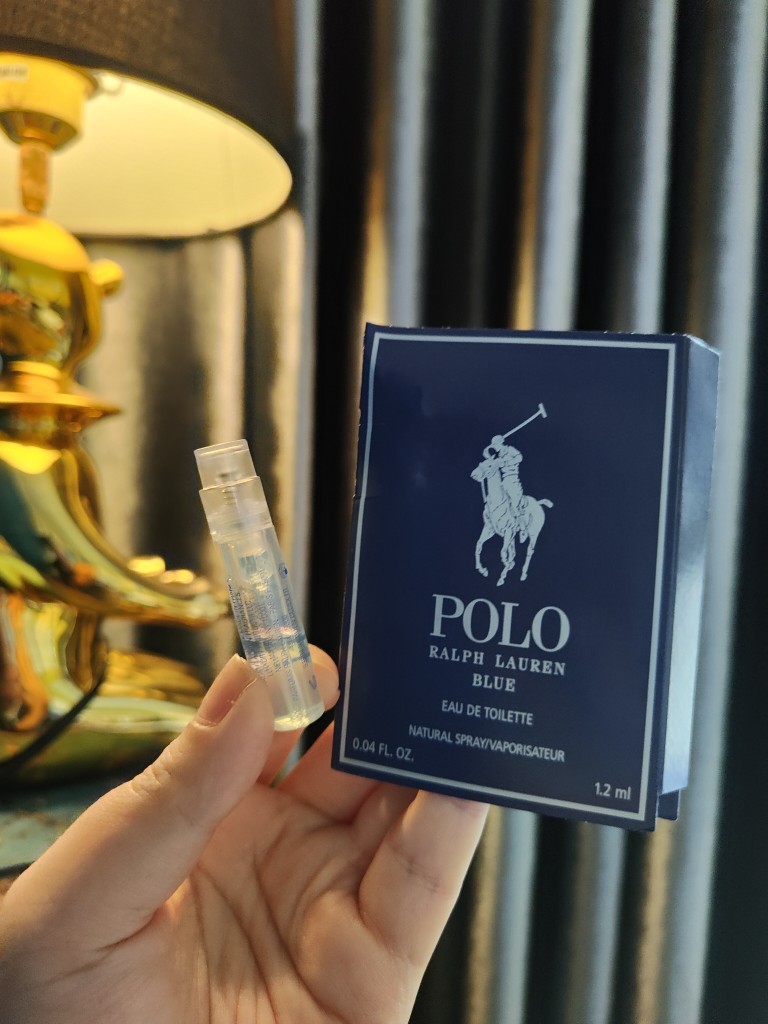 POLO
RALPH LAUREN
BLUE
EAU DE TOILETTE
NATURAL SPRAY/VAPORISATEUR
0.04 FL. OZ.
1.2 ml